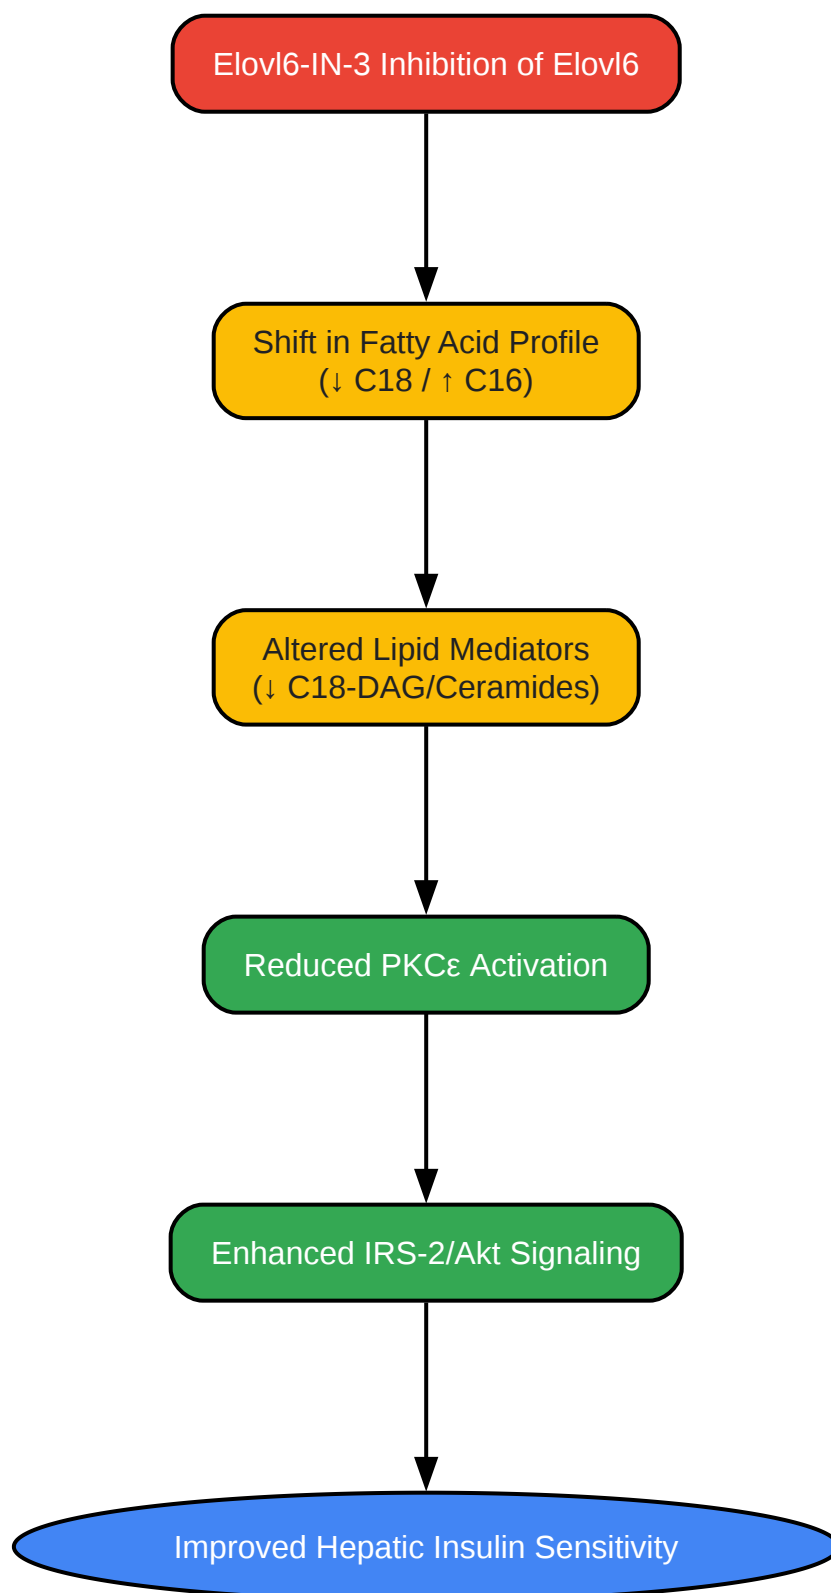 Elovl6-IN-3 Inhibition of Elovl6
Shift in Fatty Acid Profile
(↓ C18 / ↑ C16)
Altered Lipid Mediators
(↓ C18-DAG/Ceramides)
Reduced PKCε Activation
Enhanced IRS-2/Akt Signaling
Improved Hepatic Insulin Sensitivity